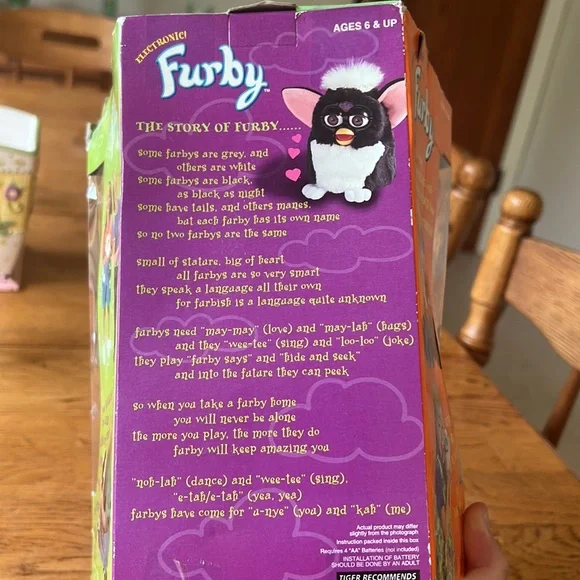 AGES 6 & UP
ELECTRONIC!
Furby™
THE STORY OF FURBY......
some furbys are grey, and
others are white
some furbys are black,
as black as night
some have tails, and others manes,
but each furby has its own name
so no two furbys are the same
small of stature, big of heart
all furbys are so very smart
they speak a language all their own
for furbish is a language quite unknown
furbys need "may-may" (love) and "may-lah" (hugs)
and they "wee-tee" (sing) and "loo-loo" (joke)
they play "furby says" and "hide and seek"
and into the future they can peek
so when you take a furby home
you will never be alone
the more you play, the more they do
furby will keep amazing you
"noh-lah" (dance) and "wee-tee" (sing),
"e-tah/e-tah" (yea, yea)
furbys have come for "u-nye" (you) and "kah" (me)
Actual product may differ
slightly from the photograph
Instruction packed inside this box
Requires 4 "AA" Batteries (not included)
INSTALLATION OF BATTERY
SHOULD BE DONE BY AN ADULT
TIGER RECOMMENDS
Furby